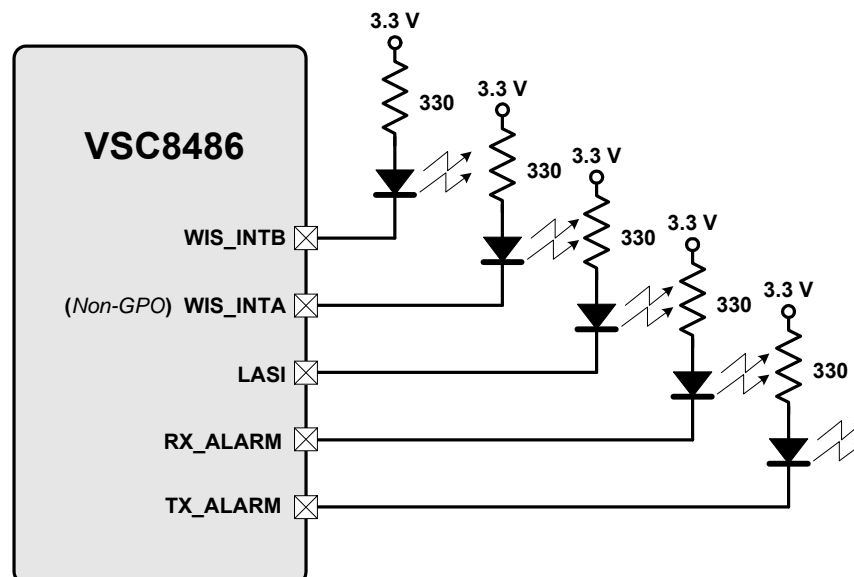 3.3 V
330
3.3 V
330
3.3 V
330
3.3 V
330
3.3 V
330
VSC8486
WIS_INTB
(Non-GPO) WIS_INTA
LASI
RX_ALARM
TX_ALARM